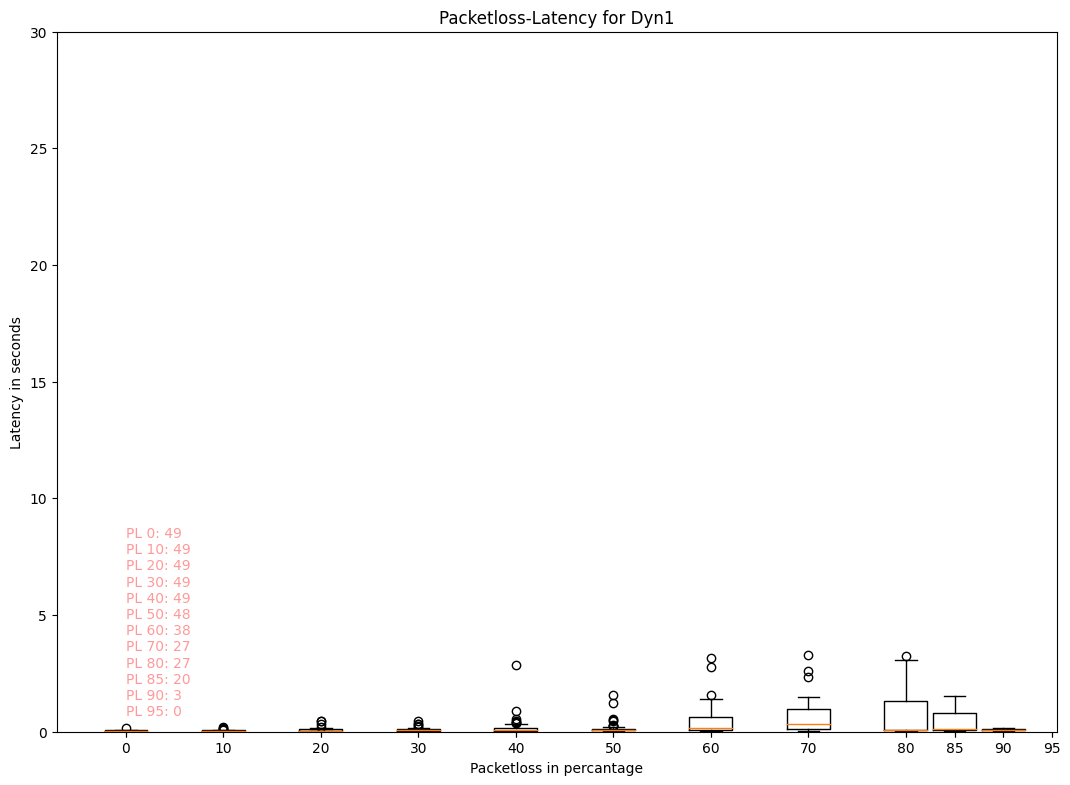 Packetloss-Latency for Dyn1
30
25
20
15
10
5
0
Latency in seconds
PL 0: 49
PL 10: 49
PL 20: 49
PL 30: 49
PL 40: 49
PL 50: 48
PL 60: 38
PL 70: 27
PL 80: 27
PL 85: 20
PL 90: 3
PL 95: 0
0 10 20 30 40 50 60 70 80 85 90 95
Packetloss in percantage